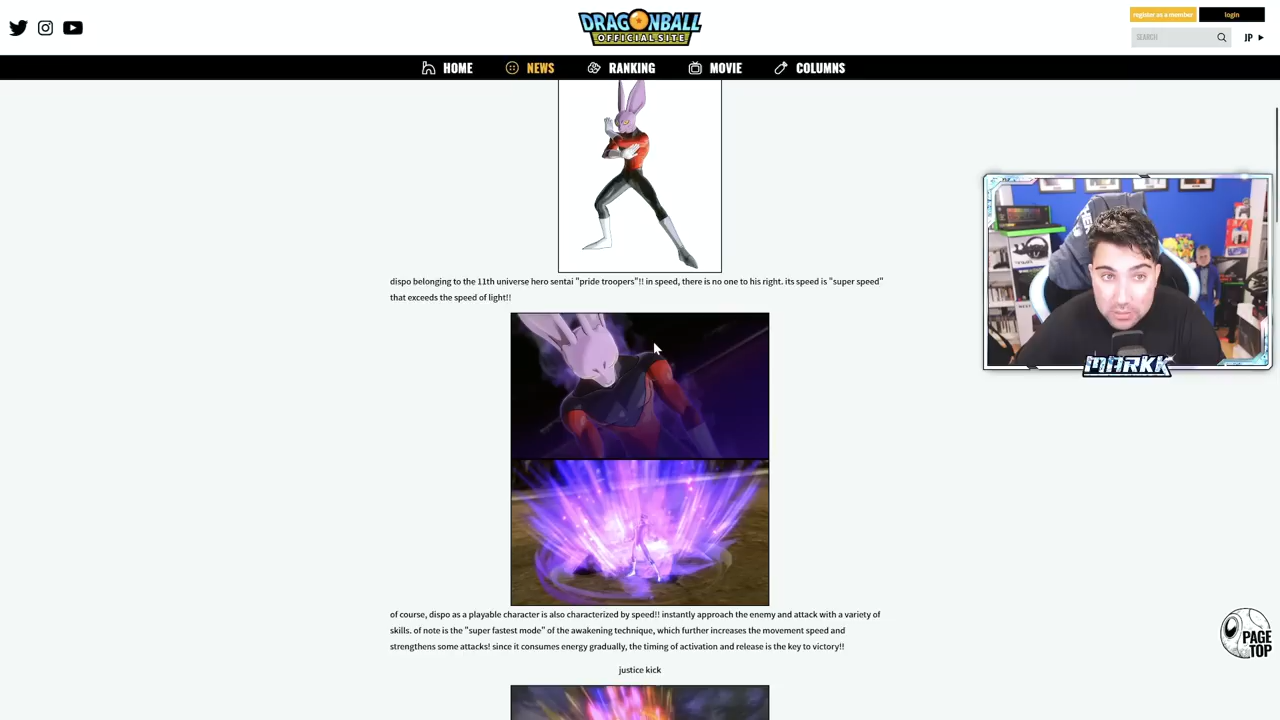 DRAGONBALL
OFFICIAL SITE
register as a member
login
SEARCH
JP
HOME
NEWS
RANKING
MOVIE
COLUMNS
dispo belonging to the 11th universe hero sentai "pride troopers"!! in speed, there is no one to his right. its speed is "super speed"
that exceeds the speed of light!!
MARKK
of course, dispo as a playable character is also characterized by speed!! instantly approach the enemy and attack with a variety of
skills. of note is the "super fastest mode" of the awakening technique, which further increases the movement speed and
strengthens some attacks! since it consumes energy gradually, the timing of activation and release is the key to victory!!
PAGE
TOP
justice kick